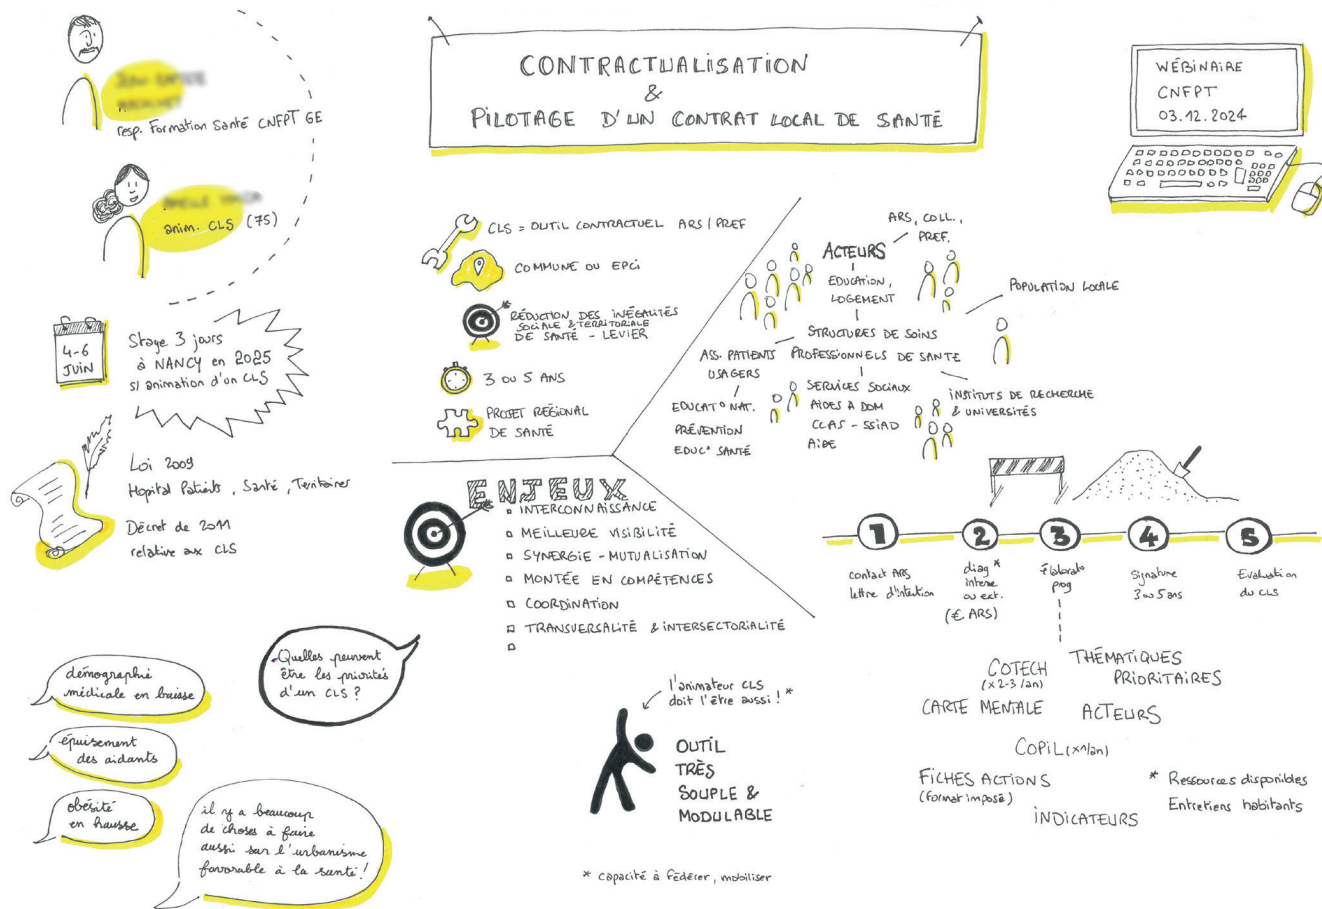 resp. Formation Santé CNFPT GE
anim. CLS (75)
CONTRACTUALISATION
&
PILOTAGE D'UN CONTRAT LOCAL DE SANTÉ
WÉBINAIRE
CNFPT
03.12.2024
4-6
JUIN
Stage 3 jours
à NANCY en 2025
s/ animation d'un CLS
Loi 2009
Hopital Patients, Santé, Territoires
Décret de 2011
relative aux CLS
CLS = OUTIL CONTRACTUEL ARS / PREF
COMMUNE OU EPCI
RÉDUCTION DES INÉGALITÉS
SOCIALE & TERRITORIALE
DE SANTÉ - LEVIER
3 OU 5 ANS
PROJET RÉGIONAL
DE SANTÉ
ACTEURS
ARS, COLL.,
PREF.
EDUCATION,
LOGEMENT
POPULATION LOCALE
STRUCTURES DE SOINS
PROFESSIONNELS DE SANTE
ASS. PATIENTS
USAGERS
EDUCAT° NAT.
PRÉVENTION
EDUC° SANTÉ
SERVICES SOCIAUX
AIDES A DOM
CCAS - SSIAD
AIDE
INSTITUTS DE RECHERCHE
& UNIVERSITÉS
ENJEUX
INTERCONNAISSANCE
MEILLEURE VISIBILITÉ
SYNERGIE - MUTUALISATION
MONTÉE EN COMPÉTENCES
COORDINATION
TRANSVERSALITÉ & INTERSECTORIALITÉ
1
2
3
4
5
contact ARS
lettre d'intention
diag*
interne
ou ext.
(€ ARS)
Élaborat°
prog
Signature
3 ou 5 ans
Evaluation
du CLS
COTECH
(x2-3/an)
THÉMATIQUES
PRIORITAIRES
CARTE MENTALE
ACTEURS
COPIL (x1/an)
FICHES ACTIONS
(format imposé)
INDICATEURS
* Ressources disponibles
Entretiens habitants
Quelles peuvent
être les priorités
d'un CLS ?
démographie
médicale en baisse
épuisement
des aidants
obésité
en hausse
il y a beaucoup
de choses à faire
aussi sur l'urbanisme
favorable à la santé !
l'animateur CLS
doit l'être aussi ! *
OUTIL
TRÈS
SOUPLE &
MODULABLE
* capacité à fédérer, mobiliser